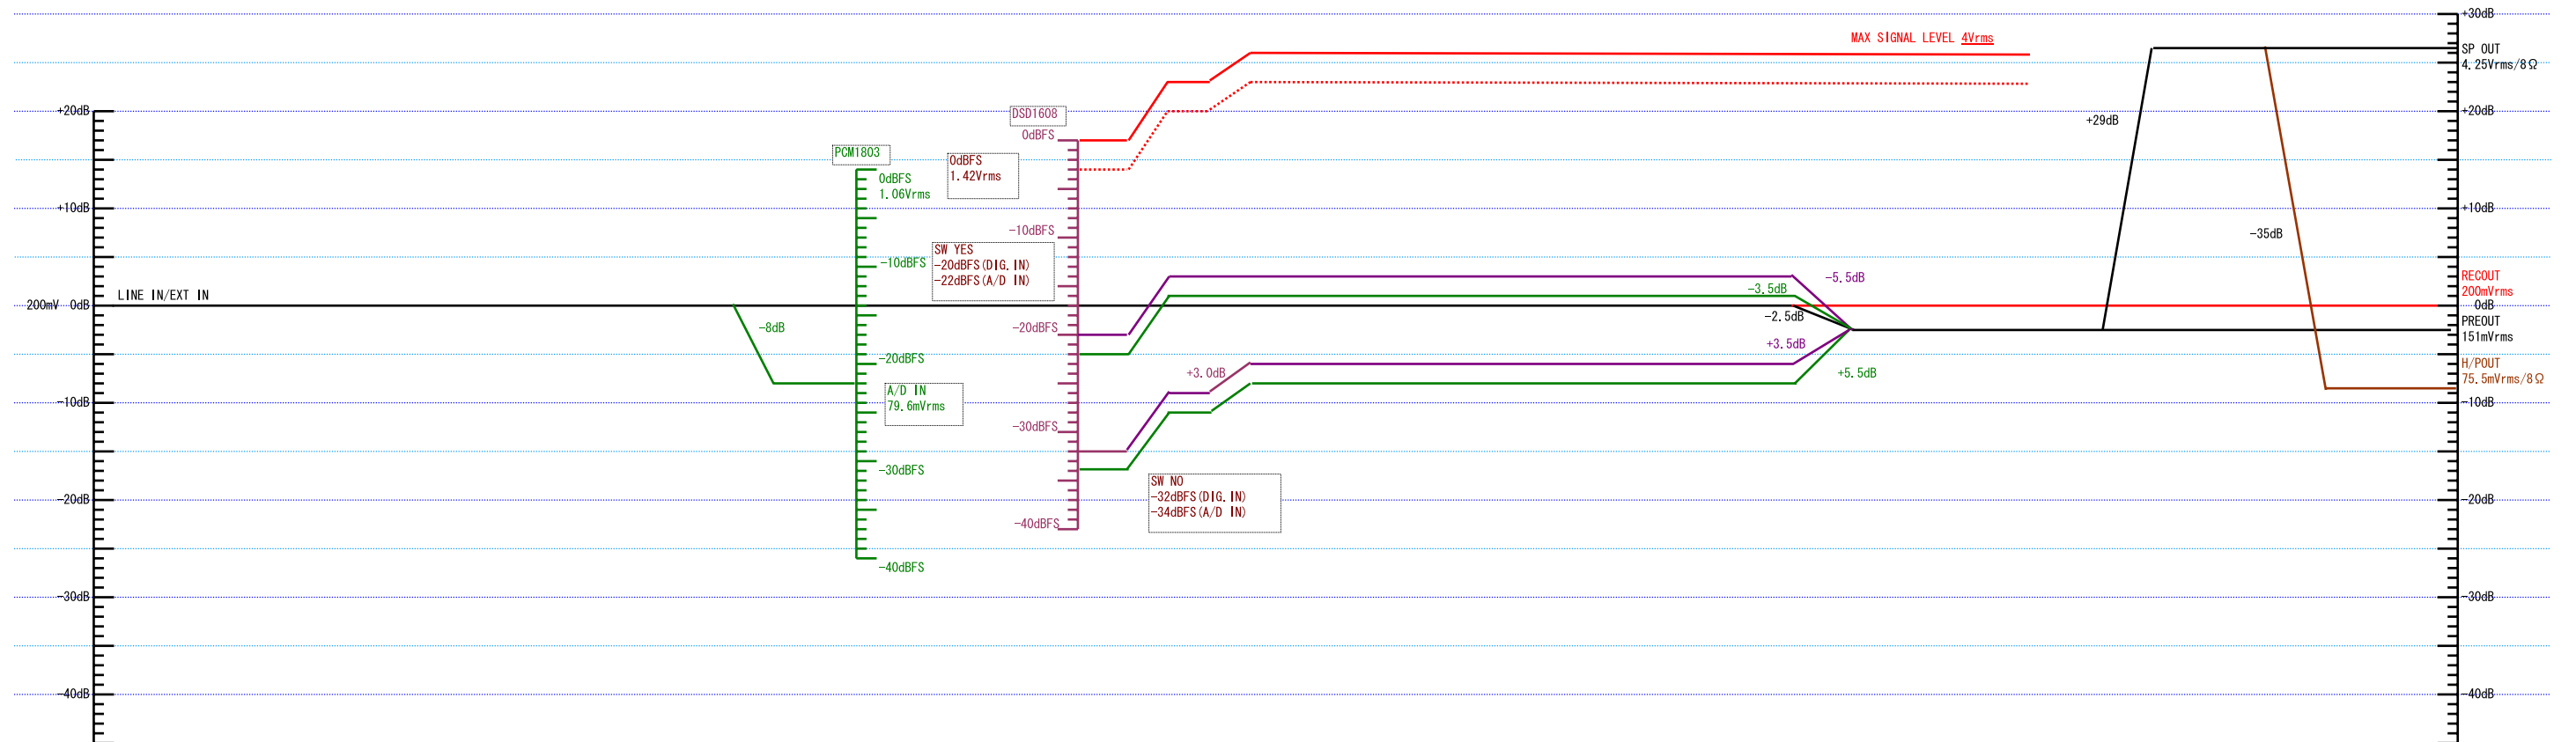 +30dB
MAX SIGNAL LEVEL 4Vrms
SP OUT
4.25Vrms/8Ω
+20dB
DSD1608
+20dB
+29dB
0dBFS
PCM1803
0dBFS
1.42Vrms
0dBFS
1.06Vrms
+10dB
+10dB
-10dBFS
-35dB
SW YES
-20dBFS(DIG.IN)
-22dBFS(A/D IN)
-10dBFS
-5.5dB
RECOUT
200mVrms
-3.5dB
LINE IN/EXT IN
200mV 0dB
0dB
-2.5dB
PREOUT
151mVrms
-8dB
-20dBFS
+3.5dB
-20dBFS
H/POUT
75.5mVrms/8Ω
+3.0dB
+5.5dB
A/D IN
79.6mVrms
-10dB
-10dB
-30dBFS
-30dBFS
SW NO
-32dBFS(DIG.IN)
-34dBFS(A/D IN)
-20dB
-20dB
-40dBFS
-40dBFS
-30dB
-30dB
-40dB
-40dB